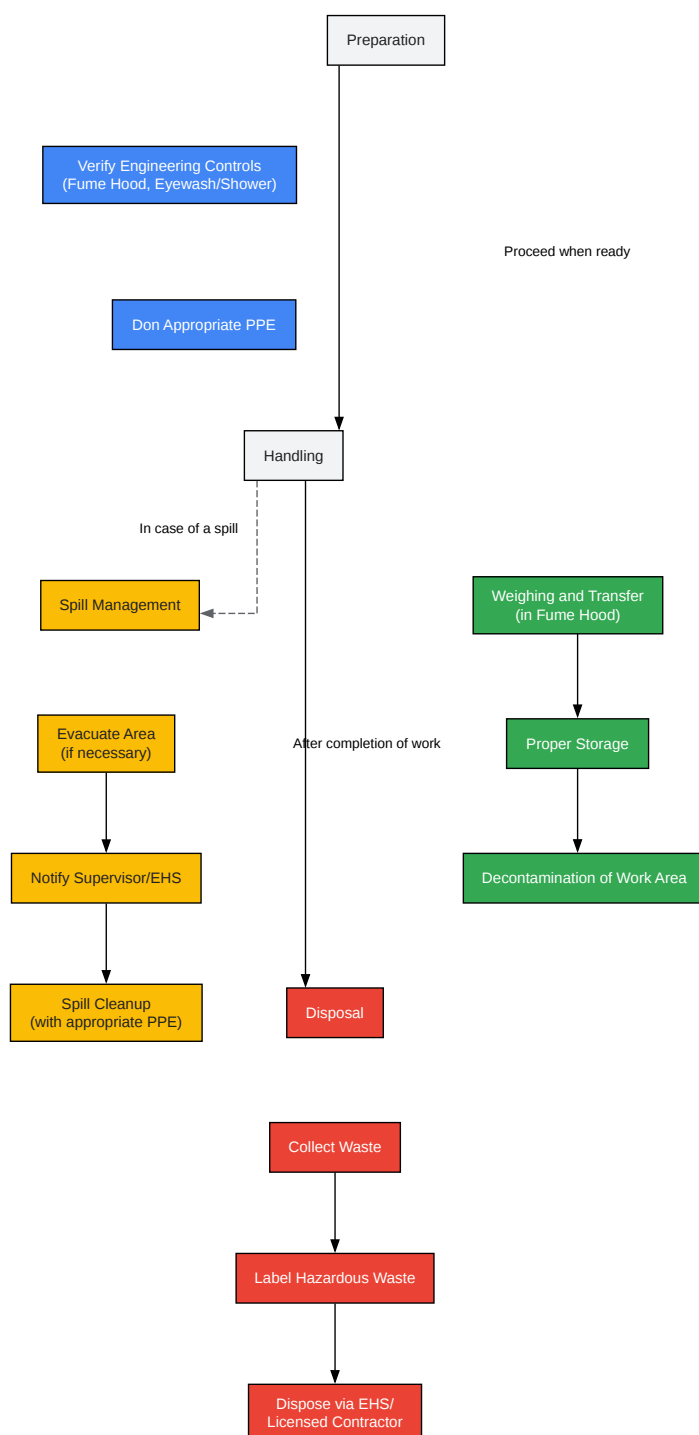 Preparation
Verify Engineering Controls
(Fume Hood, Eyewash/Shower)
Proceed when ready
Don Appropriate PPE
Handling
In case of a spill
Spill Management
Weighing and Transfer
(in Fume Hood)
Evacuate Area
(if necessary)
After completion of work
Proper Storage
Notify Supervisor/EHS
Decontamination of Work Area
Spill Cleanup
(with appropriate PPE)
Disposal
Collect Waste
Label Hazardous Waste
Dispose via EHS/
Licensed Contractor